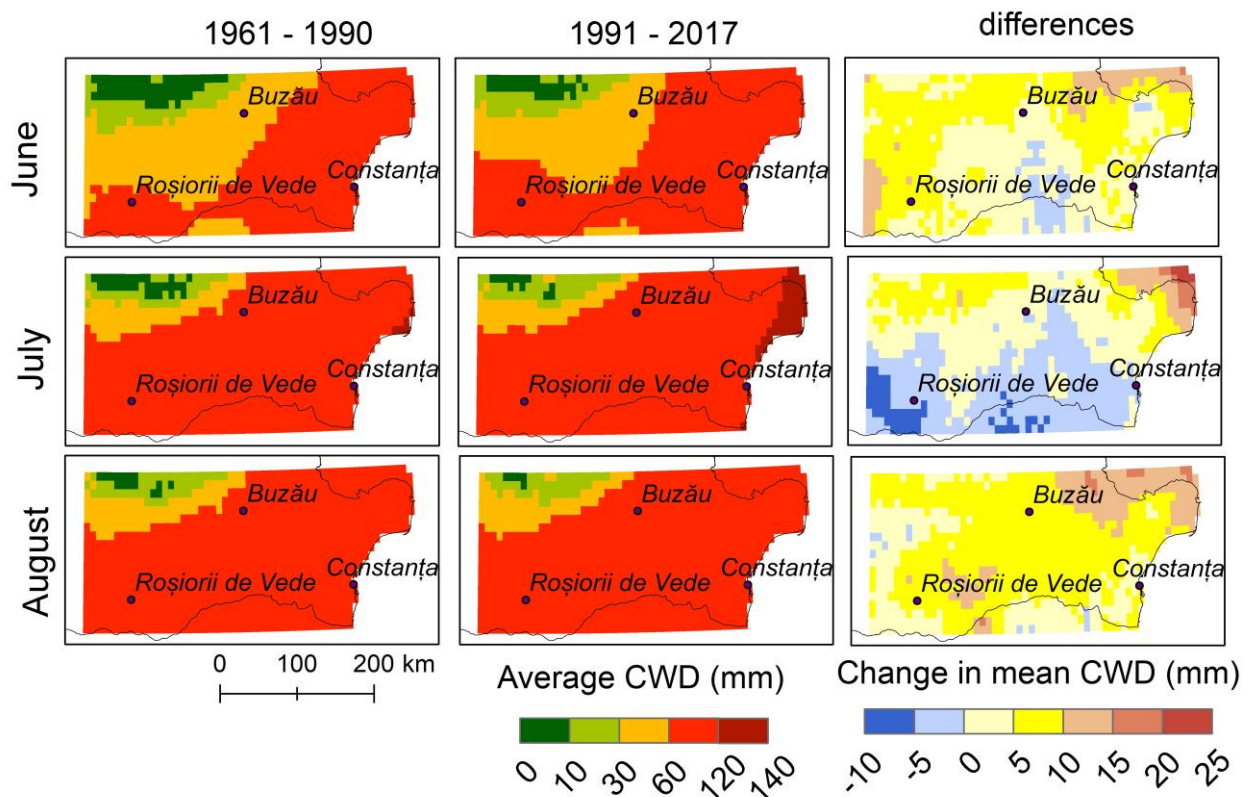 1961 - 1990 1991 - 2017 differences
June
Buzău Buzău Buzău
Constanța Constanța Constanța
Roșiorii de Vede Roșiorii de Vede Roșiorii de Vede
July
Buzău Buzău Buzău
Constanța Constanța Constanța
Roșiorii de Vede Roșiorii de Vede Roșiorii de Vede
August
Buzău Buzău Buzău
Constanța Constanța Constanța
Roșiorii de Vede Roșiorii de Vede Roșiorii de Vede
0 100 200 km
Average CWD (mm)
0 10 30 60 120 140
Change in mean CWD (mm)
-10 -5 0 5 10 15 20 25